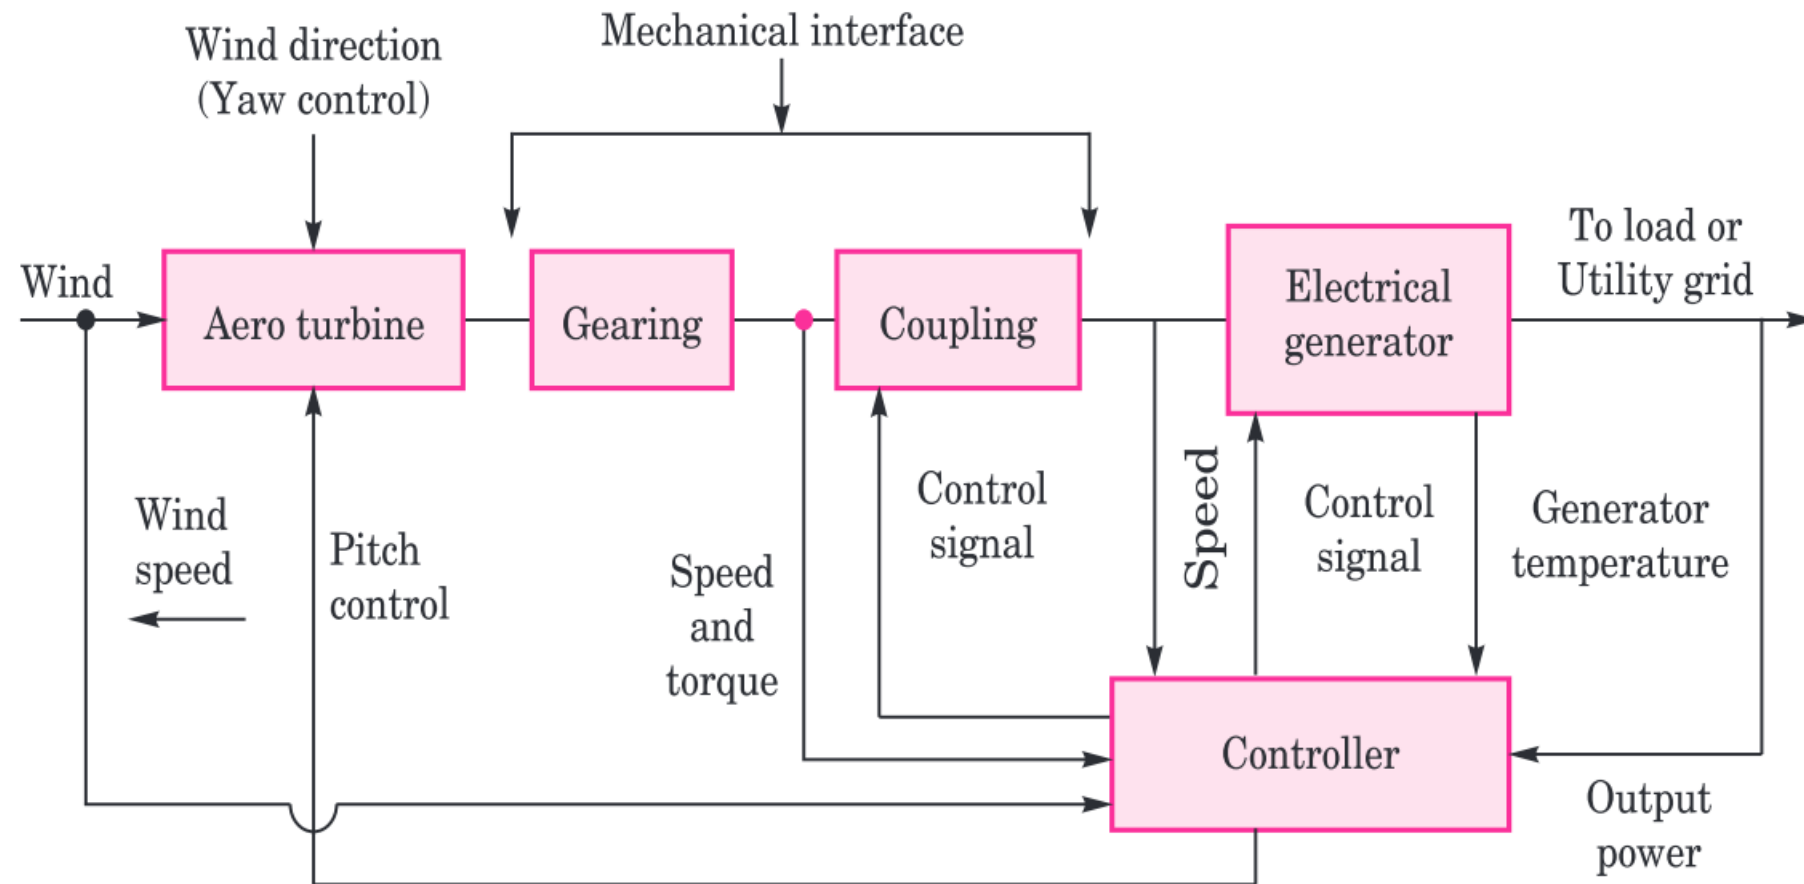 Wind direction
(Yaw control)
Mechanical interface
Wind
Aero turbine
Gearing
Coupling
Electrical
generator
To load or
Utility grid
Wind
speed
Pitch
control
Speed
and
torque
Control
signal
Speed
Control
signal
Generator
temperature
Controller
Output
power